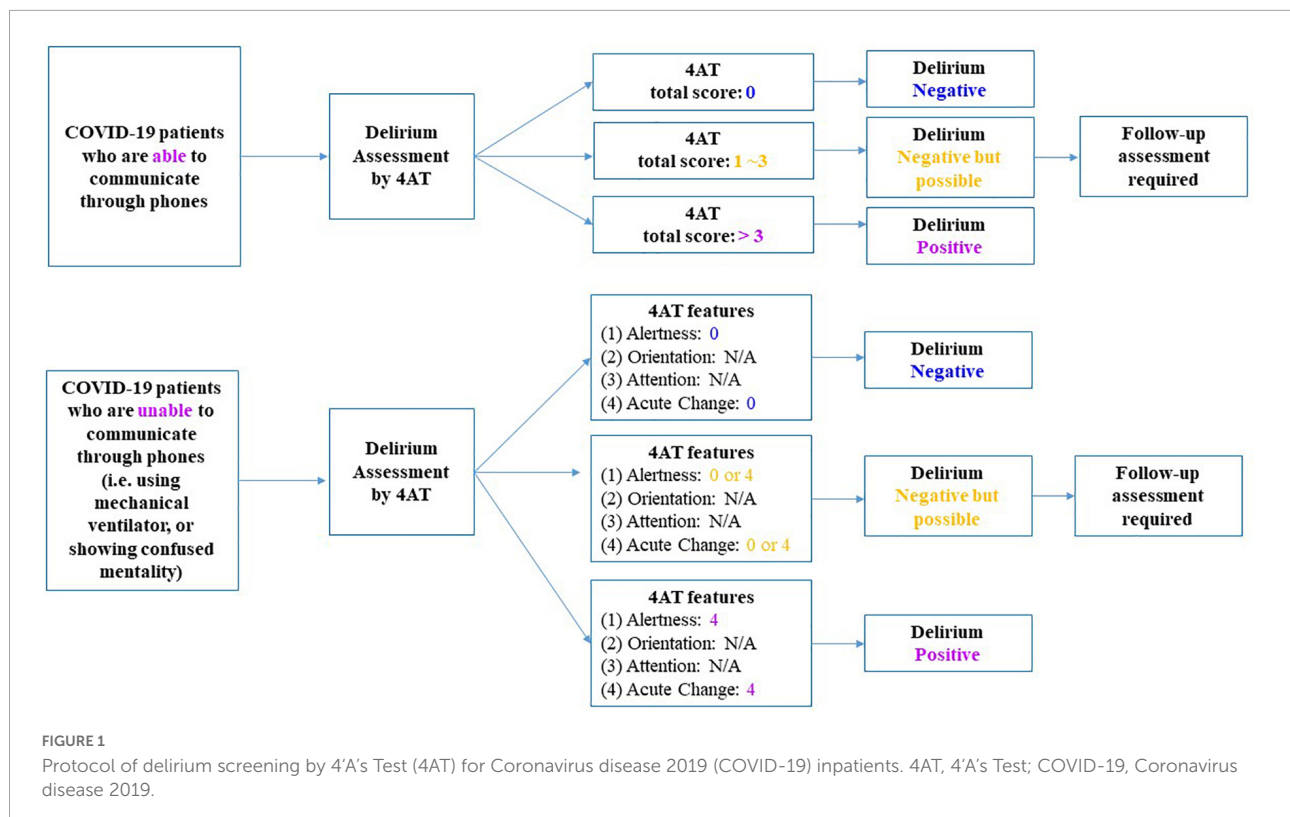 COVID-19 patients
who are able to
communicate
through phones
Delirium
Assessment
by 4AT
4AT
total score: 0
Delirium
Negative
4AT
total score: 1 ~3
Delirium
Negative but
possible
Follow-up
assessment
required
4AT
total score: > 3
Delirium
Positive
COVID-19 patients
who are unable to
communicate
through phones
(i.e. using
mechanical
ventilator, or
showing confused
mentality)
Delirium
Assessment
by 4AT
4AT features
(1) Alertness: 0
(2) Orientation: N/A
(3) Attention: N/A
(4) Acute Change: 0
Delirium
Negative
4AT features
(1) Alertness: 0 or 4
(2) Orientation: N/A
(3) Attention: N/A
(4) Acute Change: 0 or 4
Delirium
Negative but
possible
Follow-up
assessment
required
4AT features
(1) Alertness: 4
(2) Orientation: N/A
(3) Attention: N/A
(4) Acute Change: 4
Delirium
Positive
FIGURE 1
Protocol of delirium screening by 4'A's Test (4AT) for Coronavirus disease 2019 (COVID-19) inpatients. 4AT, 4'A's Test; COVID-19, Coronavirus
disease 2019.